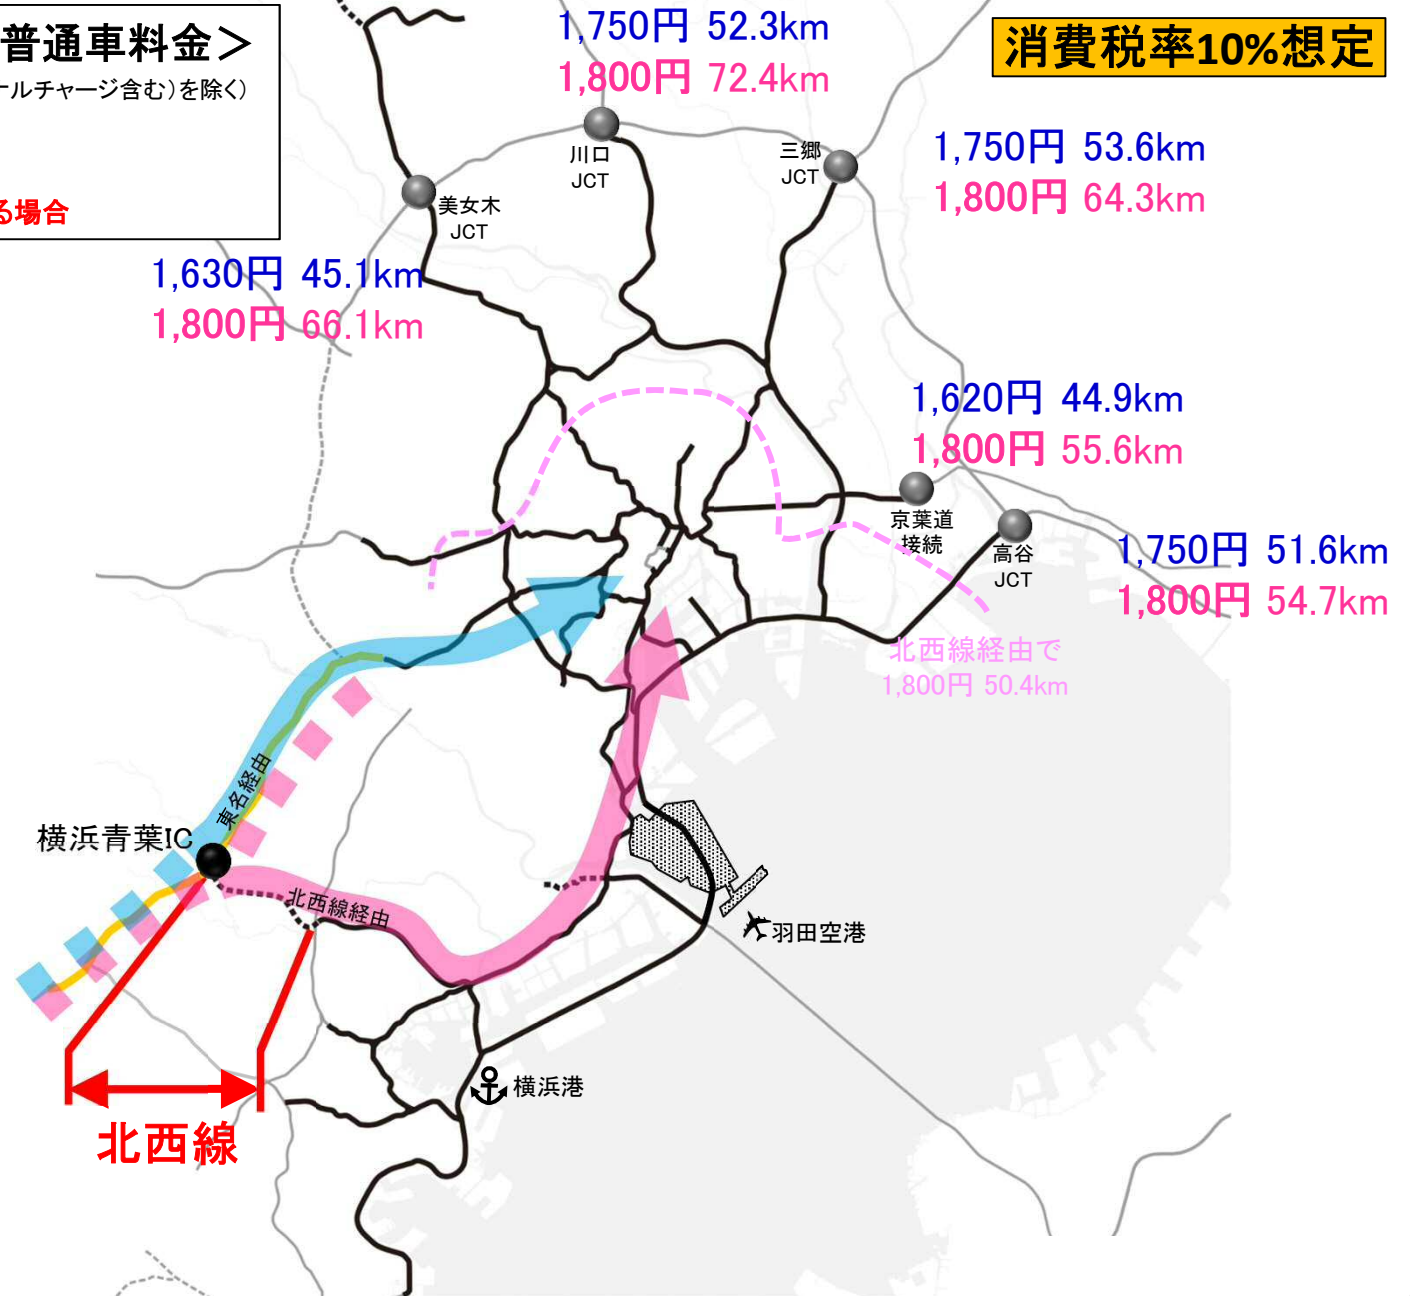 普通車料金＞
ナルチャージ含む)を除く)
る場合
消費税率10%想定
1,750円 52.3km
1,800円 72.4km
川口
JCT
三郷
JCT
1,750円 53.6km
1,800円 64.3km
美女木
JCT
1,630円 45.1km
1,800円 66.1km
1,620円 44.9km
1,800円 55.6km
京葉道
接続
高谷
JCT
1,750円 51.6km
1,800円 54.7km
北西線経由で
1,800円 50.4km
東名経由
横浜青葉IC
北西線経由
羽田空港
横浜港
北西線